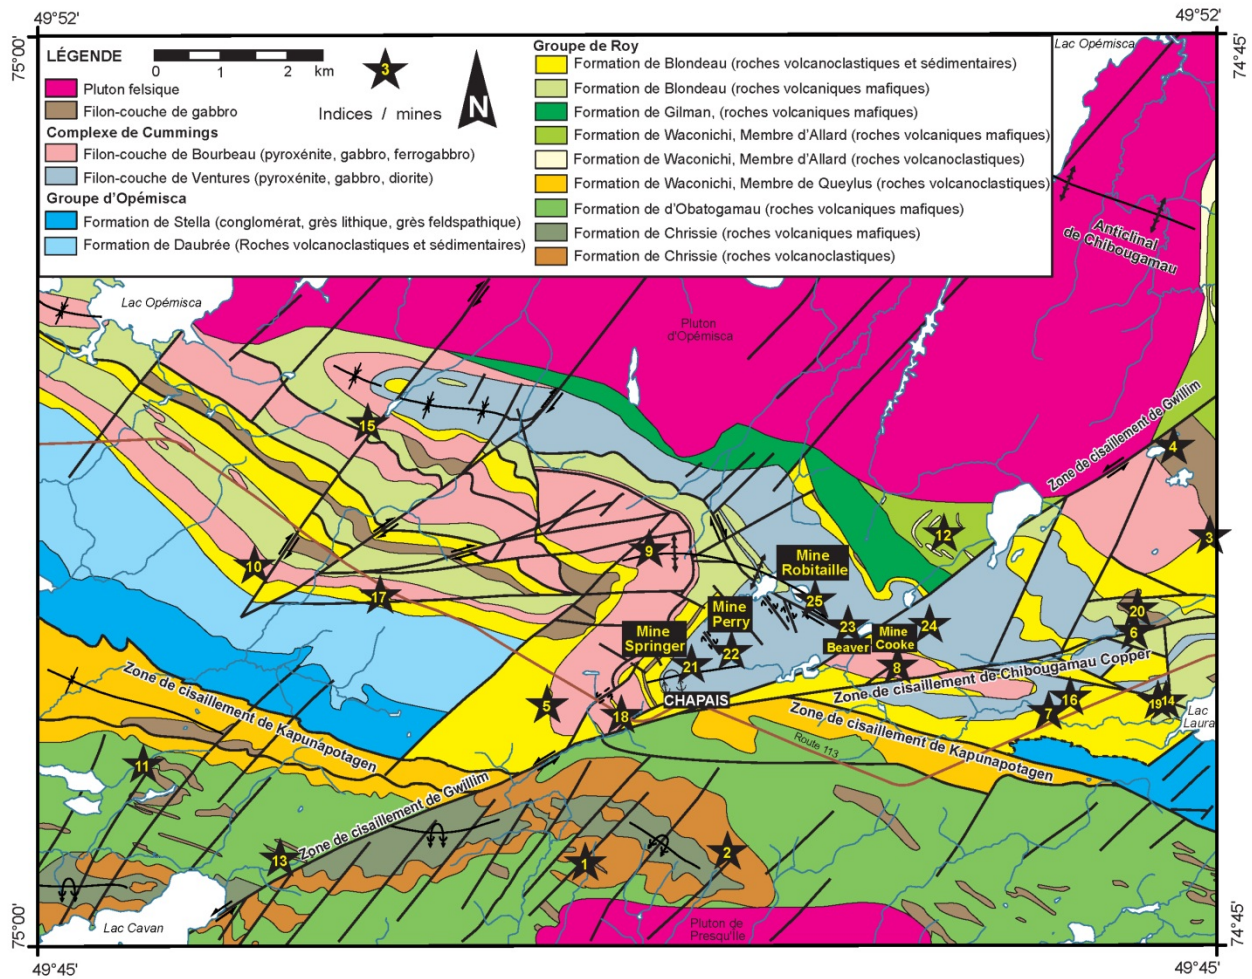 49°52'
49°52'
75°00'
74°45'
LÉGENDE
0 1 2 km
3
Indices / mines
N
Pluton felsique
Filon-couche de gabbro
Complexe de Cummings
Filon-couche de Bourbeau (pyroxénite, gabbro, ferrogabbro)
Filon-couche de Ventures (pyroxénite, gabbro, diorite)
Groupe d'Opémisca
Formation de Stella (conglomérat, grès lithique, grès feldspathique)
Formation de Daubrée (Roches volcanoclastiques et sédimentaires)
Groupe de Roy
Formation de Blondeau (roches volcanoclastiques et sédimentaires)
Formation de Blondeau (roches volcaniques mafiques)
Formation de Gilman, (roches volcaniques mafiques)
Formation de Waconichi, Membre d'Allard (roches volcaniques mafiques)
Formation de Waconichi, Membre d'Allard (roches volcanoclastiques)
Formation de Waconichi, Membre de Queylus (roches volcanoclastiques)
Formation de d'Obatogamau (roches volcaniques mafiques)
Formation de Chrissie (roches volcaniques mafiques)
Formation de Chrissie (roches volcanoclastiques)
Lac Opémisca
Anticlinal
de Chibougamau
Lac Opémisca
Pluton
d'Opémisca
Zone de cisaillement de Gwillim
15
4
3
12
9
10
17
Mine
Robitaille
25
Mine
Perry
22
Mine
Springer
21
23
Beaver
Mine
Cooke
8
24
20
6
CHAPAIS
Zone de cisaillement de Chibougamau Copper
5
18
16
7
19
14
Lac
Laura
Zone de cisaillement de Kapunapotagen
Zone de cisaillement de Kapunapotagen
Route 113
11
Zone de cisaillement de Gwillim
13
1
2
Lac Cavan
Pluton de
Presqu'île
75°00'
74°45'
49°45'
49°45'